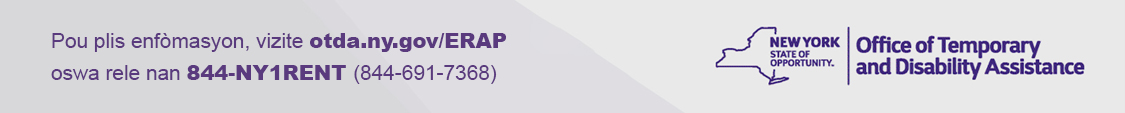 Pou plis enfòmasyon, vizite otda.ny.gov/ERAP
oswa rele nan 844-NY1RENT (844-691-7368)
NEW YORK
STATE OF
OPPORTUNITY.
Office of Temporary
and Disability Assistance